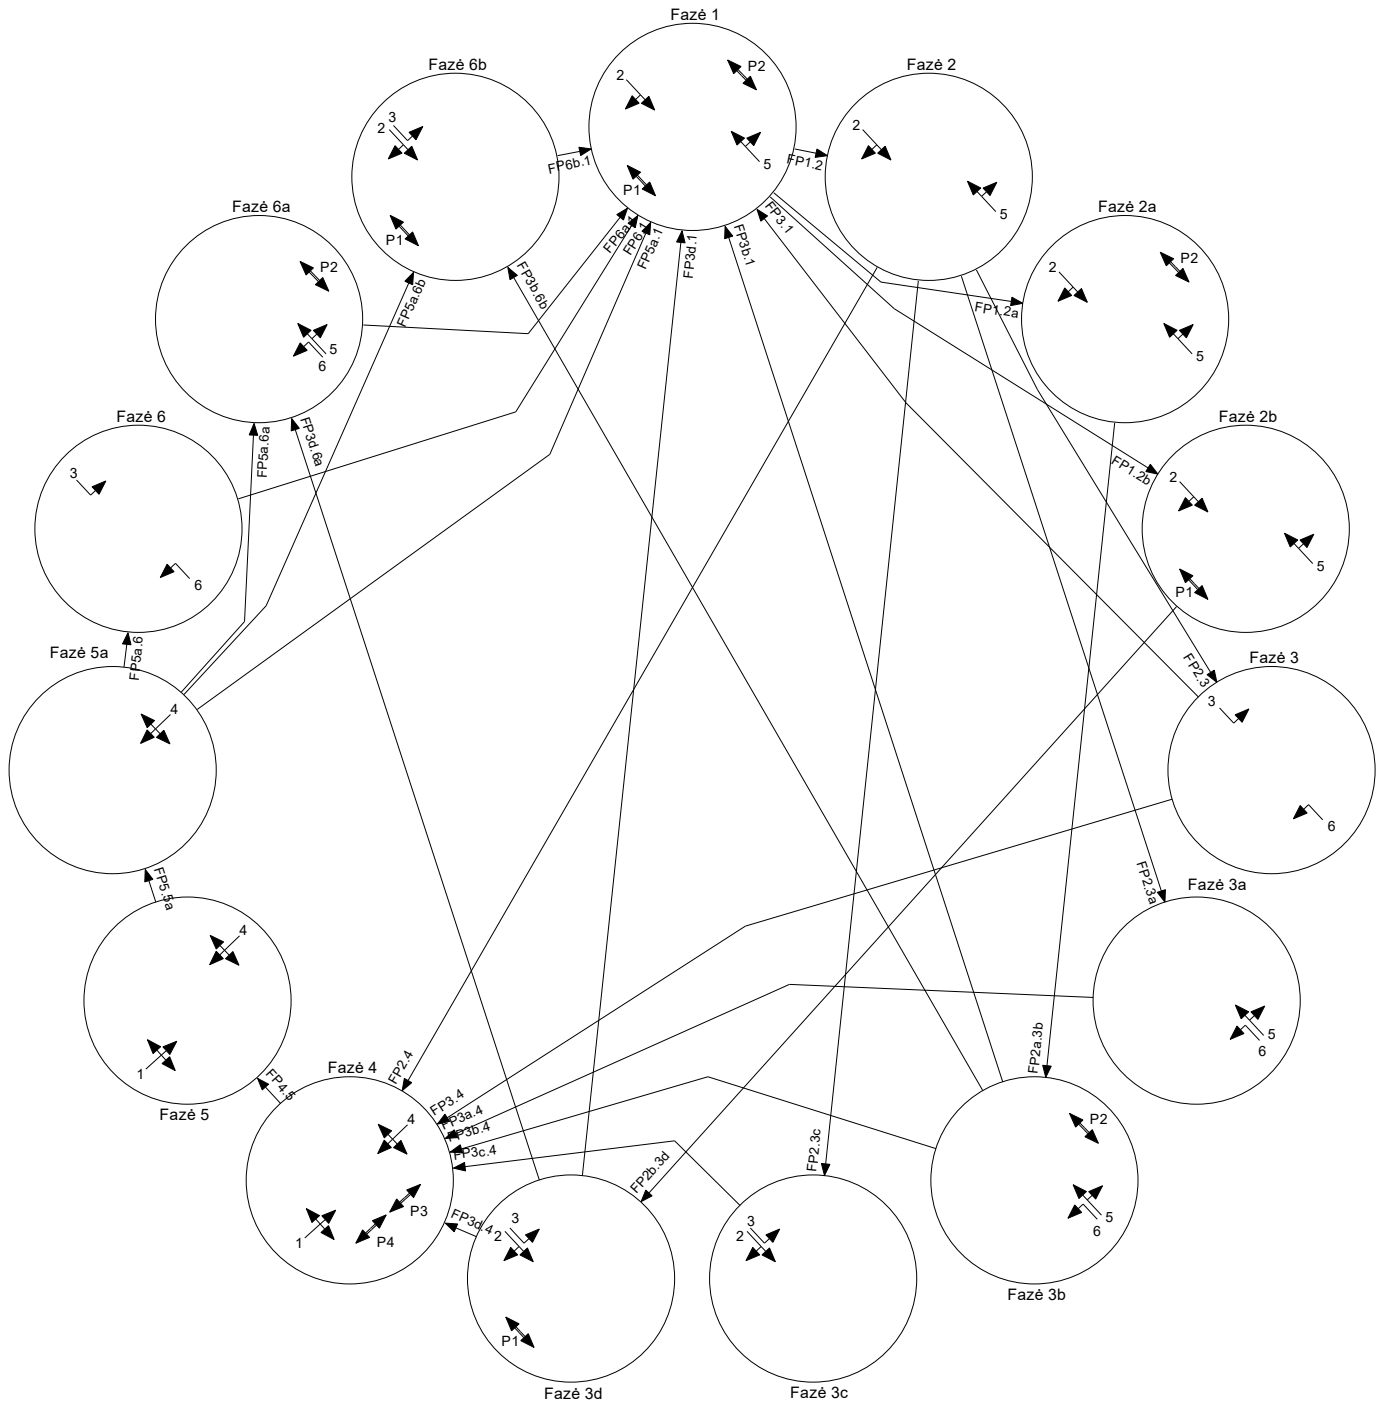 Fazė 1
P2
2
5
P1
Fazė 6b
3
2
P1
FP6b.1
Fazė 2
2
5
FP1.2
Fazė 6a
P2
5
6
Fazė 2a
P2
2
5
FP1.2a
FP6a.1
FP6.1
FP5a.1
FP3d.1
FP3b.1
FP3.1
FP5a.6b
FP3b.6b
Fazė 6
3
6
FP5a.6a
FP3d.6a
Fazė 2b
2
5
P1
FP1.2b
Fazė 5a
4
FP5a.6
Fazė 3
3
6
FP2.3
FP5.5a
Fazė 5
4
1
Fazė 3a
5
6
FP2.3a
FP4.5
Fazė 4
4
P3
P4
1
FP2.4
FP3.4
FP3a.4
FP3b.4
FP3c.4
FP3d.4
FP2b.3d
3
2
P1
Fazė 3d
FP2.3c
3
2
Fazė 3c
FP2a.3b
P2
5
6
Fazė 3b